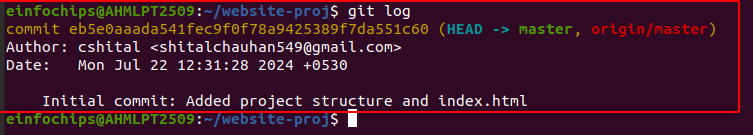 einfochips@AHMLPT2509:~/website-proj$ git log
commit eb5e0aaada541fec9f0f78a9425389f7da551c60 (HEAD -> master, origin/master)
Author: cshital <shitalchauhan549@gmail.com>
Date:   Mon Jul 22 12:31:28 2024 +0530

    Initial commit: Added project structure and index.html
einfochips@AHMLPT2509:~/website-proj$